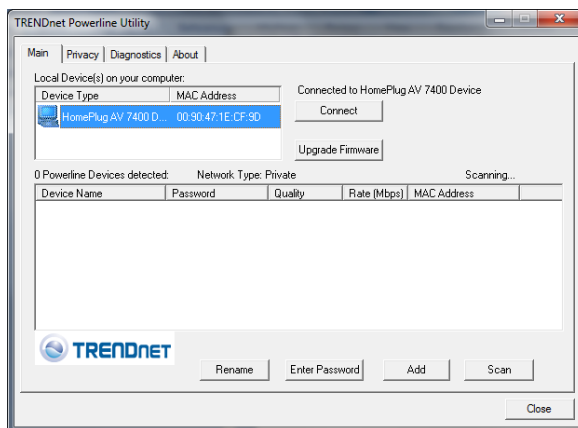 TRENDnet Powerline Utility
Main Privacy Diagnostics About
Local Device(s) on your computer:
Device Type MAC Address
HomePlug AV 7400 D... 00:90:47:1E:CF:9D
Connected to HomePlug AV 7400 Device
Connect
Upgrade Firmware
0 Powerline Devices detected: Network Type: Private Scanning...
Device Name Password Quality Rate (Mbps) MAC Address
TRENDNET
Rename Enter Password Add Scan
Close